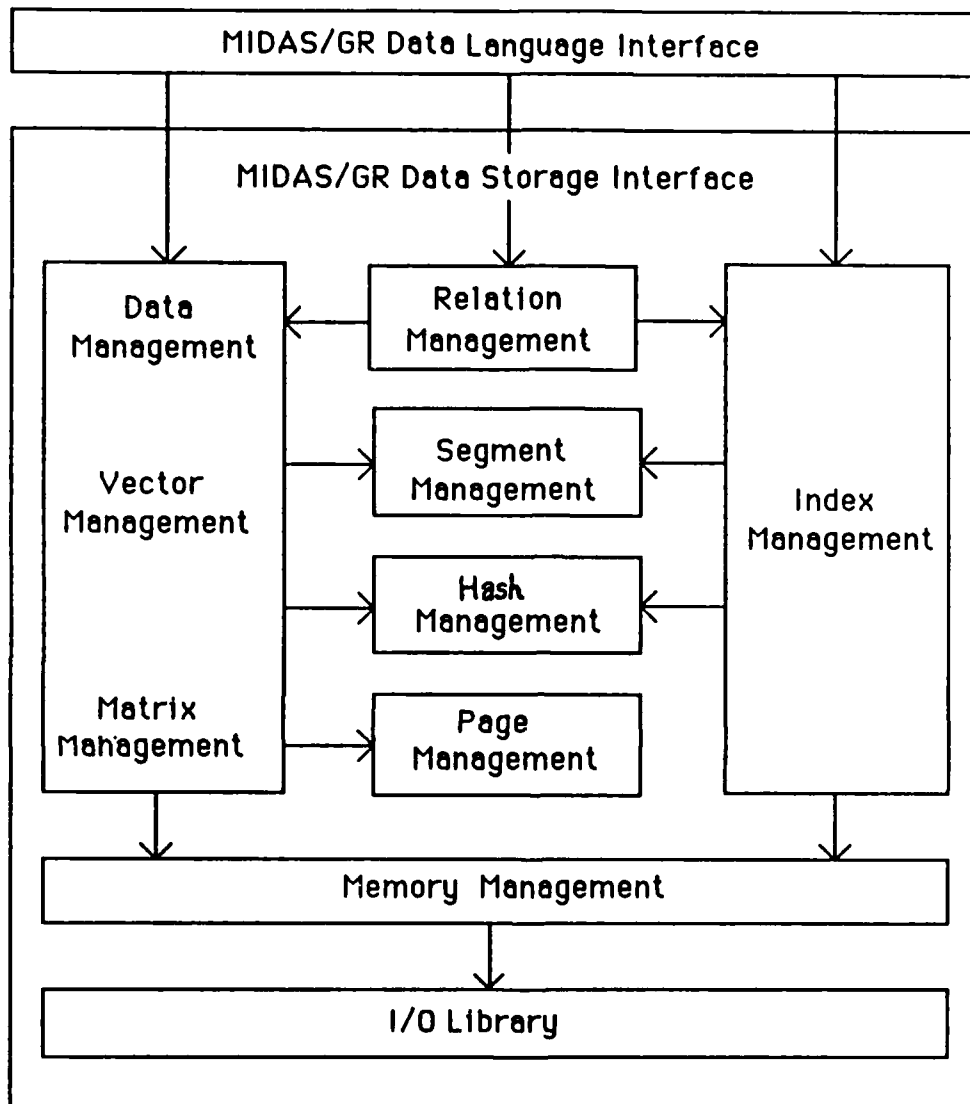 MIDAS/GR Data Language Interface
MIDAS/GR Data Storage Interface
Data
Management
Vector
Management
Matrix
Management
Relation
Management
Segment
Management
Hash
Management
Page
Management
Index
Management
Memory Management
I/O Library